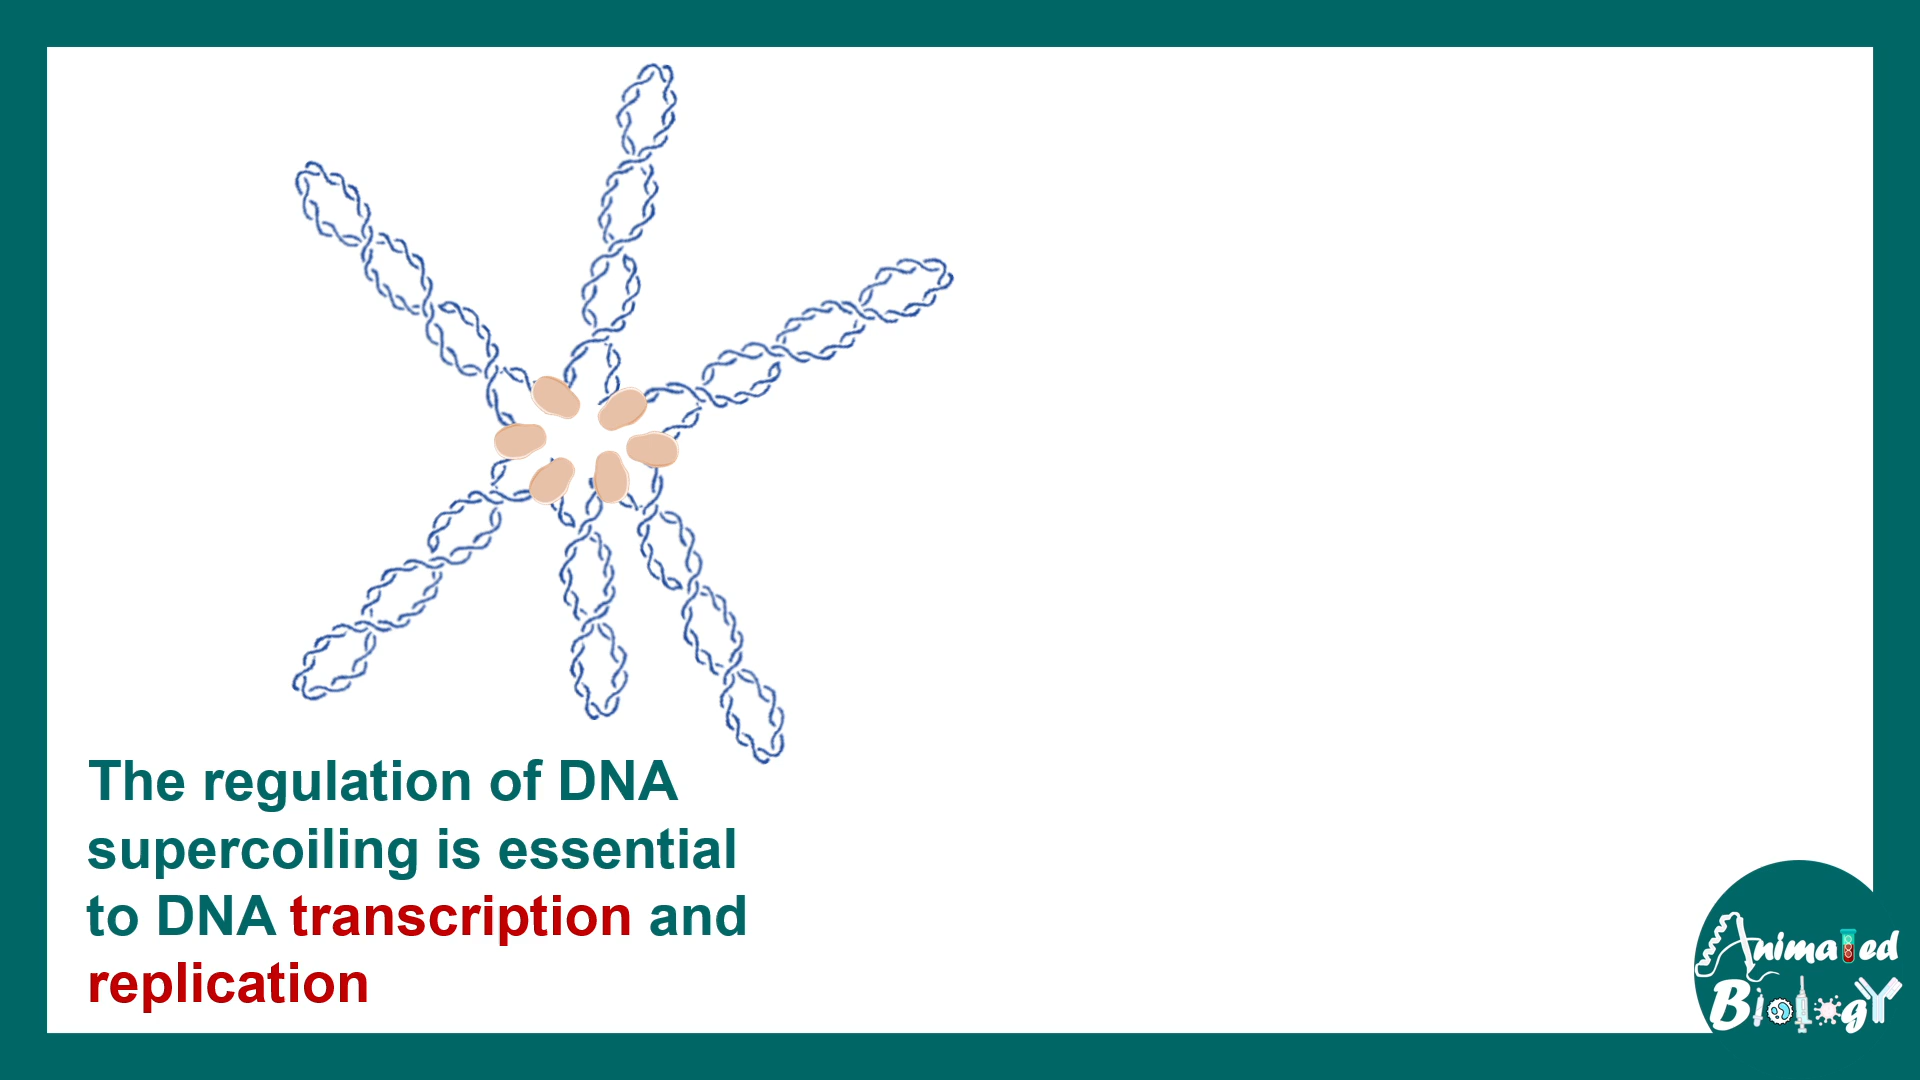 The regulation of DNA
supercoiling is essential
to DNA transcription and
replication
Animated
Biology